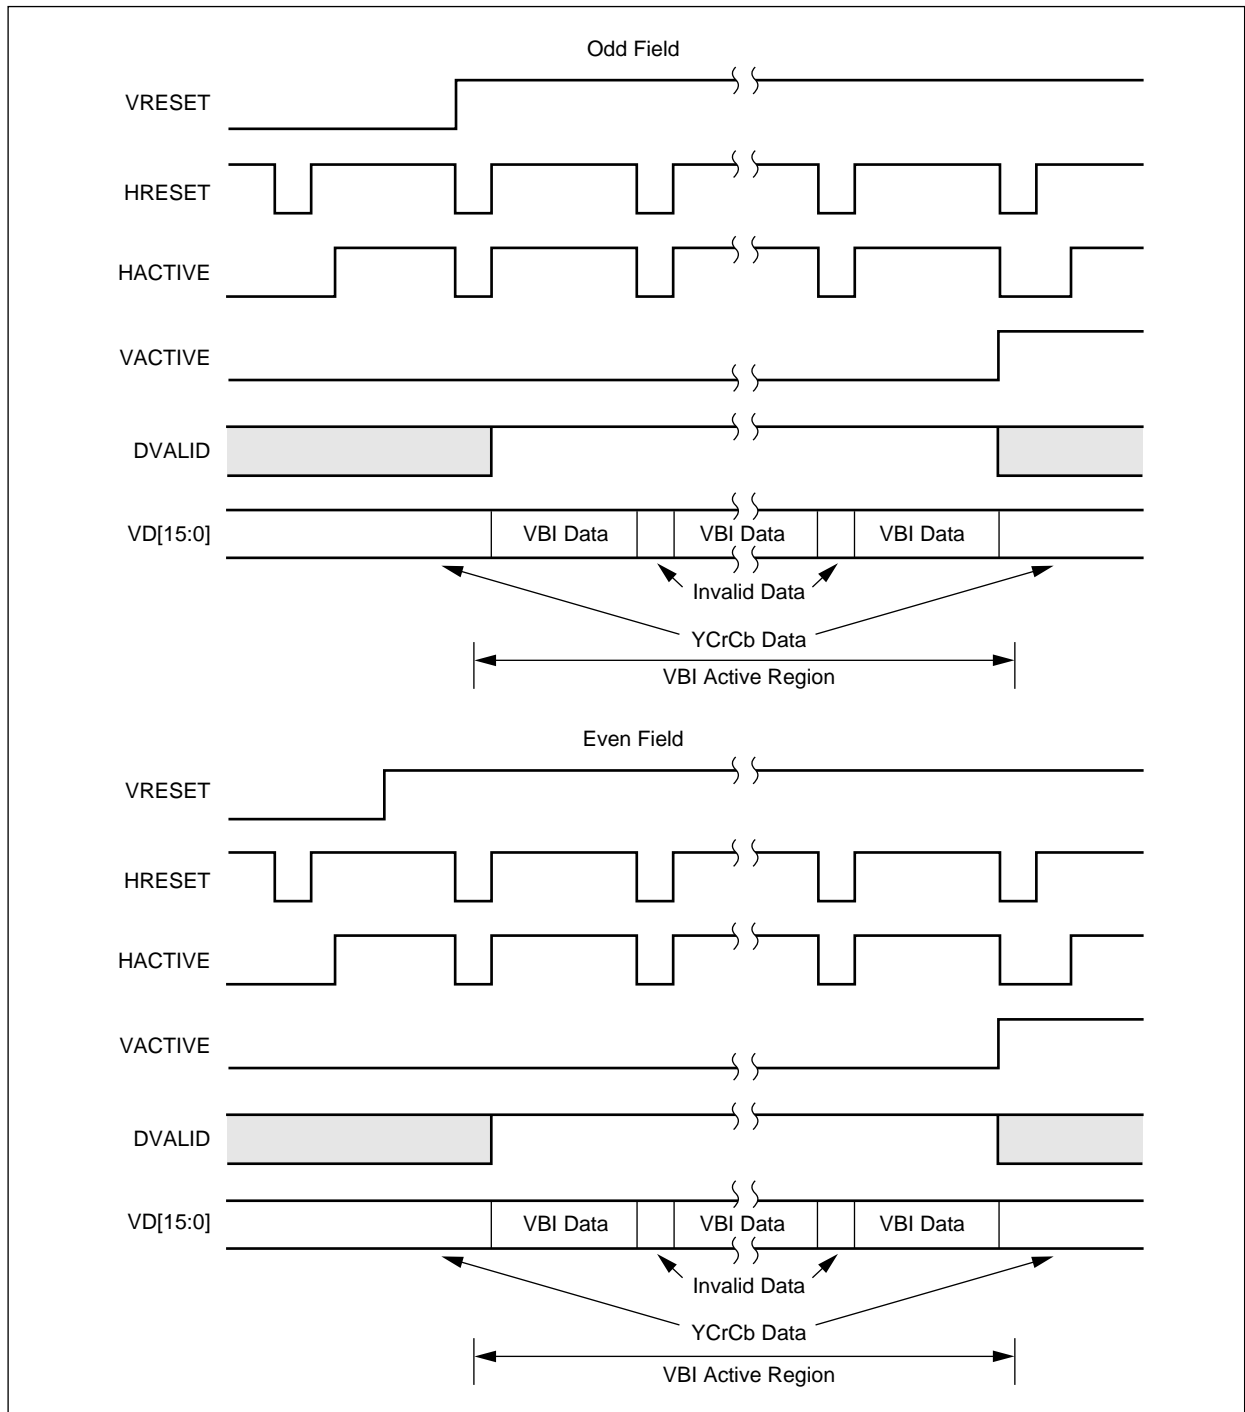 Odd Field
VRESET
HRESET
HACTIVE
VACTIVE
DVALID
VD[15:0]
VBI Data
VBI Data
VBI Data
Invalid Data
YCrCb Data
VBI Active Region
Even Field
VRESET
HRESET
HACTIVE
VACTIVE
DVALID
VD[15:0]
VBI Data
VBI Data
VBI Data
Invalid Data
YCrCb Data
VBI Active Region